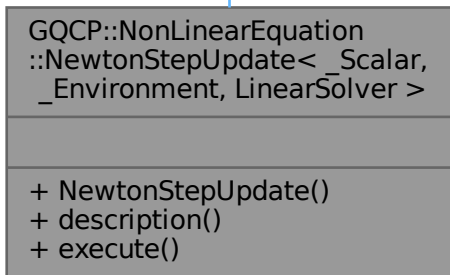 GQCP::NonLinearEquation
::NewtonStepUpdate< _Scalar,
_Environment, LinearSolver >
+ NewtonStepUpdate()
+ description()
+ execute()